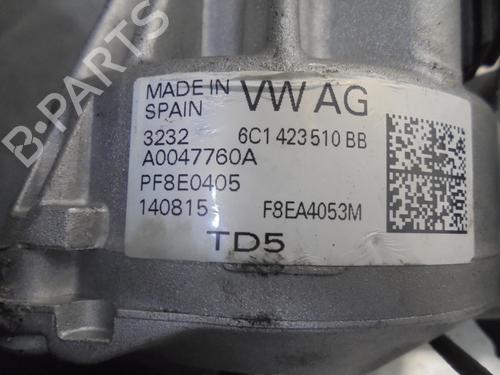 B-PARTS
MADE IN SPAIN VW AG
3232 6C1 423 510 BB
A0047760A
PF8E0405
140815 F8EA4053M
TD5